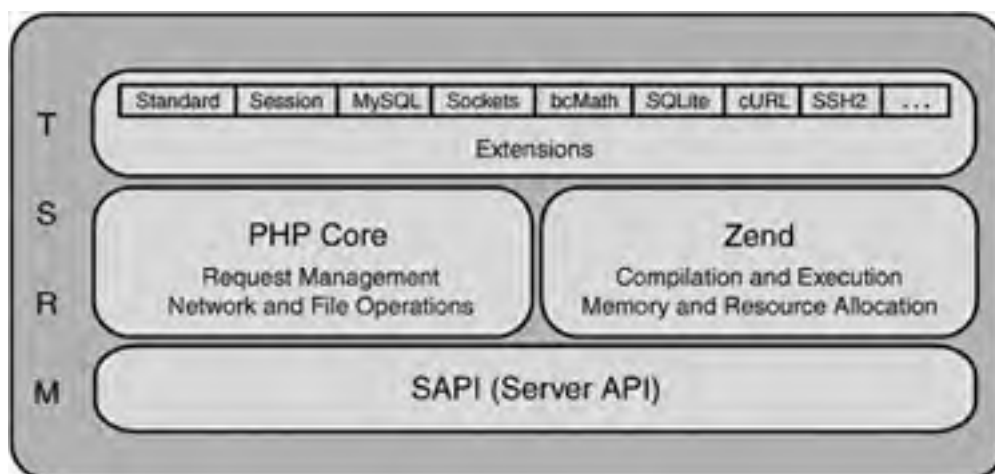 T
S
R
M
Standard Session MySQL Sockets bcMath SQLite cURL SSH2 ...
Extensions
PHP Core
Request Management
Network and File Operations
Zend
Compilation and Execution
Memory and Resource Allocation
SAPI (Server API)